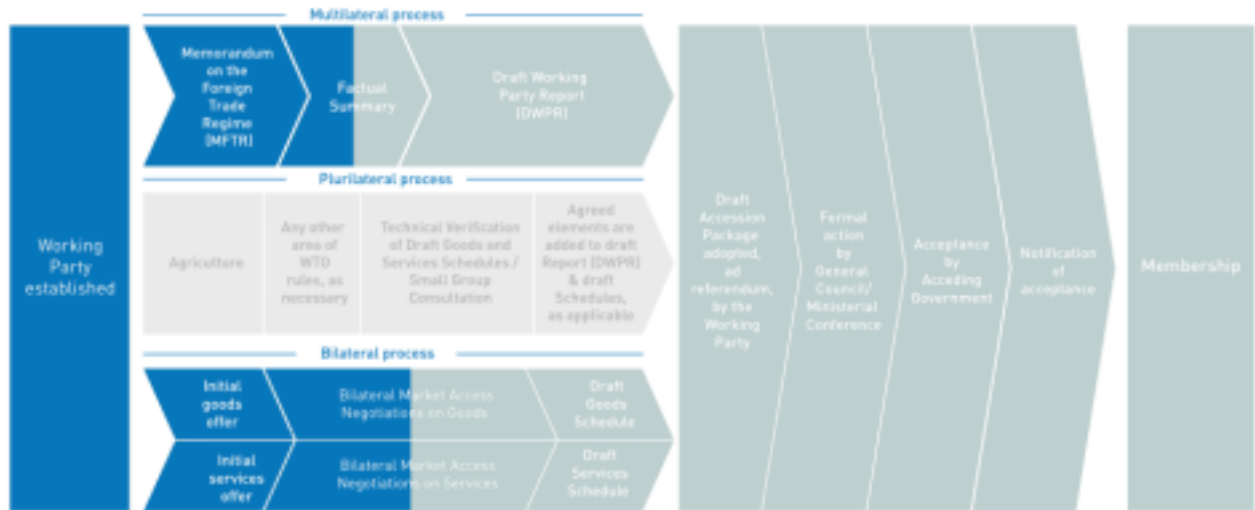 Multilateral process
Working
Party
established
Memorandum
on the
Foreign
Trade
Regime
(MFTR)
Factual
Summary
Draft Working
Party Report
(DWPR)
Plurilateral process
Agriculture
Any other
area of
WTO
rules, as
necessary
Technical Verification
of Draft Goods and
Services Schedules /
Small Group
Consultation
Agreed
elements are
added to draft
Report (DWPR)
& draft
Schedules,
as applicable
Bilateral process
Initial
goods
offer
Bilateral Market Access
Negotiations on Goods
Draft
Goods
Schedule
Initial
services
offer
Bilateral Market Access
Negotiations on Services
Draft
Services
Schedule
Draft
Accession
Package
adopted,
ad
referendum,
by the
Working
Party
Formal
action
by
General
Council/
Ministerial
Conference
Acceptance
by
Acceding
Government
Notification
of
acceptance
Membership